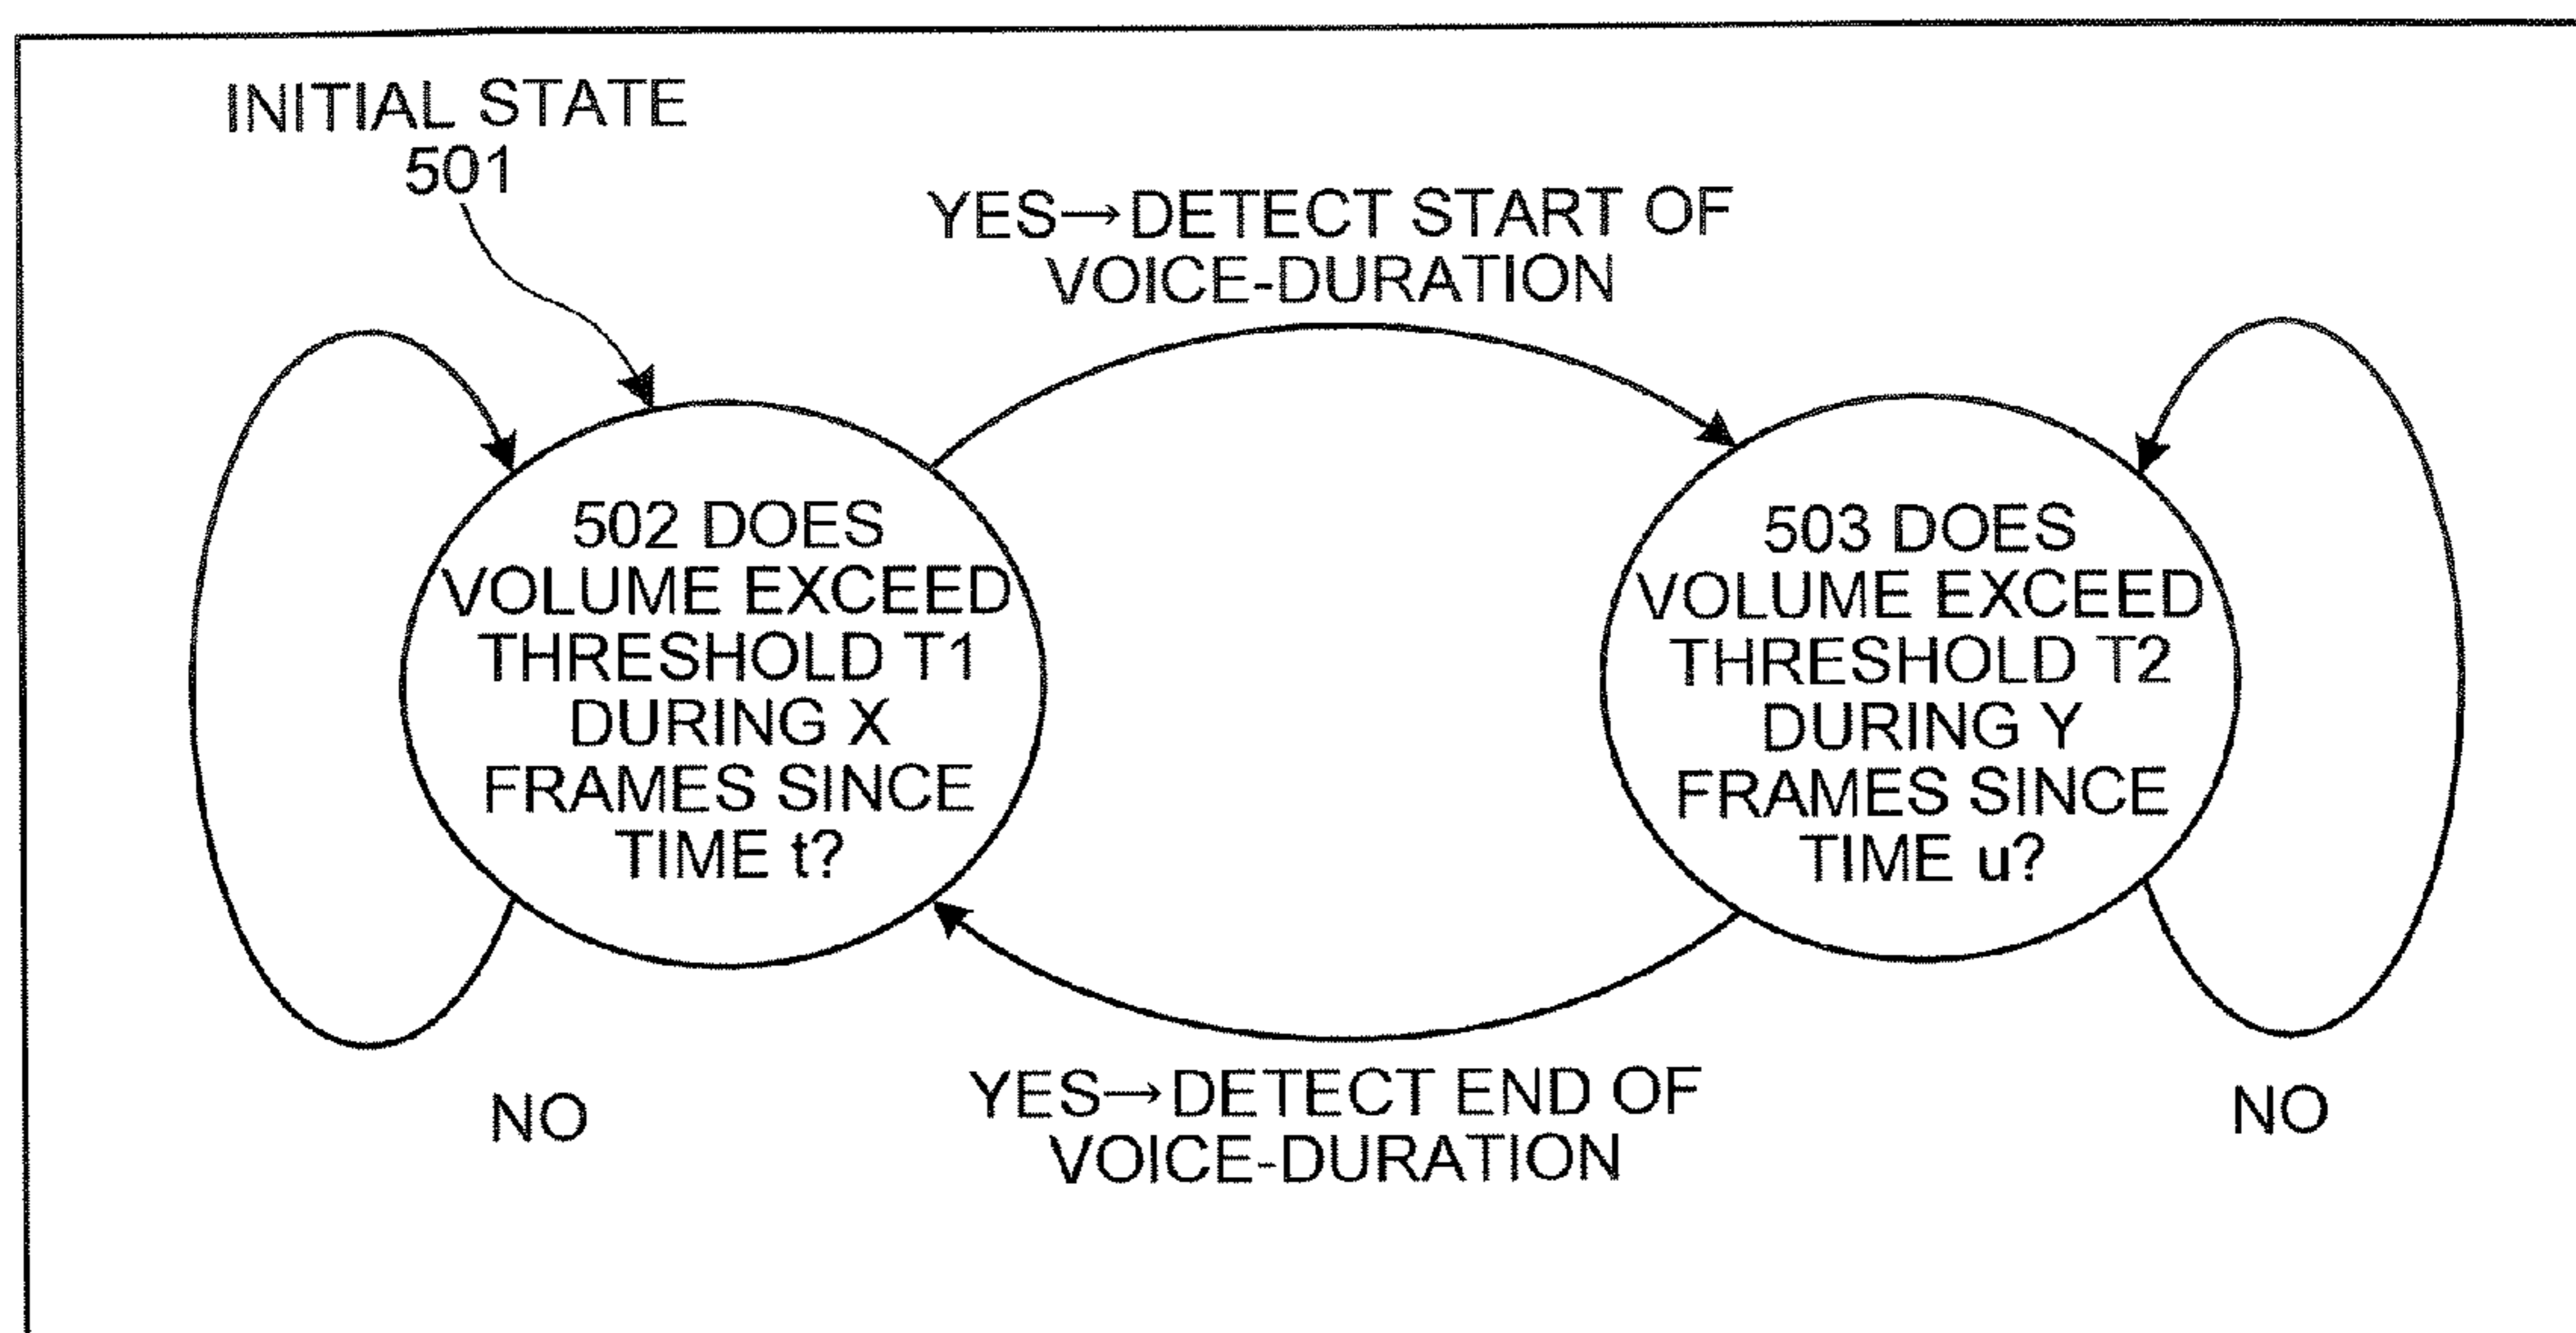 INITIAL STATE
501
YES→DETECT START OF
VOICE-DURATION
502 DOES
VOLUME EXCEED
THRESHOLD T1
DURING X
FRAMES SINCE
TIME t?
503 DOES
VOLUME EXCEED
THRESHOLD T2
DURING Y
FRAMES SINCE
TIME u?
NO
YES→DETECT END OF
VOICE-DURATION
NO